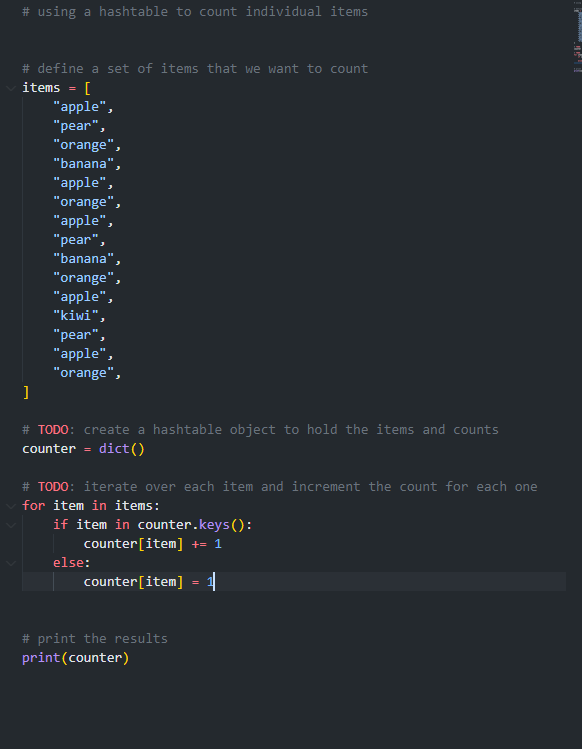 # using a hashtable to count individual items
# define a set of items that we want to count
items = [
    "apple",
    "pear",
    "orange",
    "banana",
    "apple",
    "orange",
    "apple",
    "pear",
    "banana",
    "orange",
    "apple",
    "kiwi",
    "pear",
    "apple",
    "orange",
]
# TODO: create a hashtable object to hold the items and counts
counter = dict()
# TODO: iterate over each item and increment the count for each one
for item in items:
    if item in counter.keys():
        counter[item] += 1
    else:
        counter[item] = 1
# print the results
print(counter)